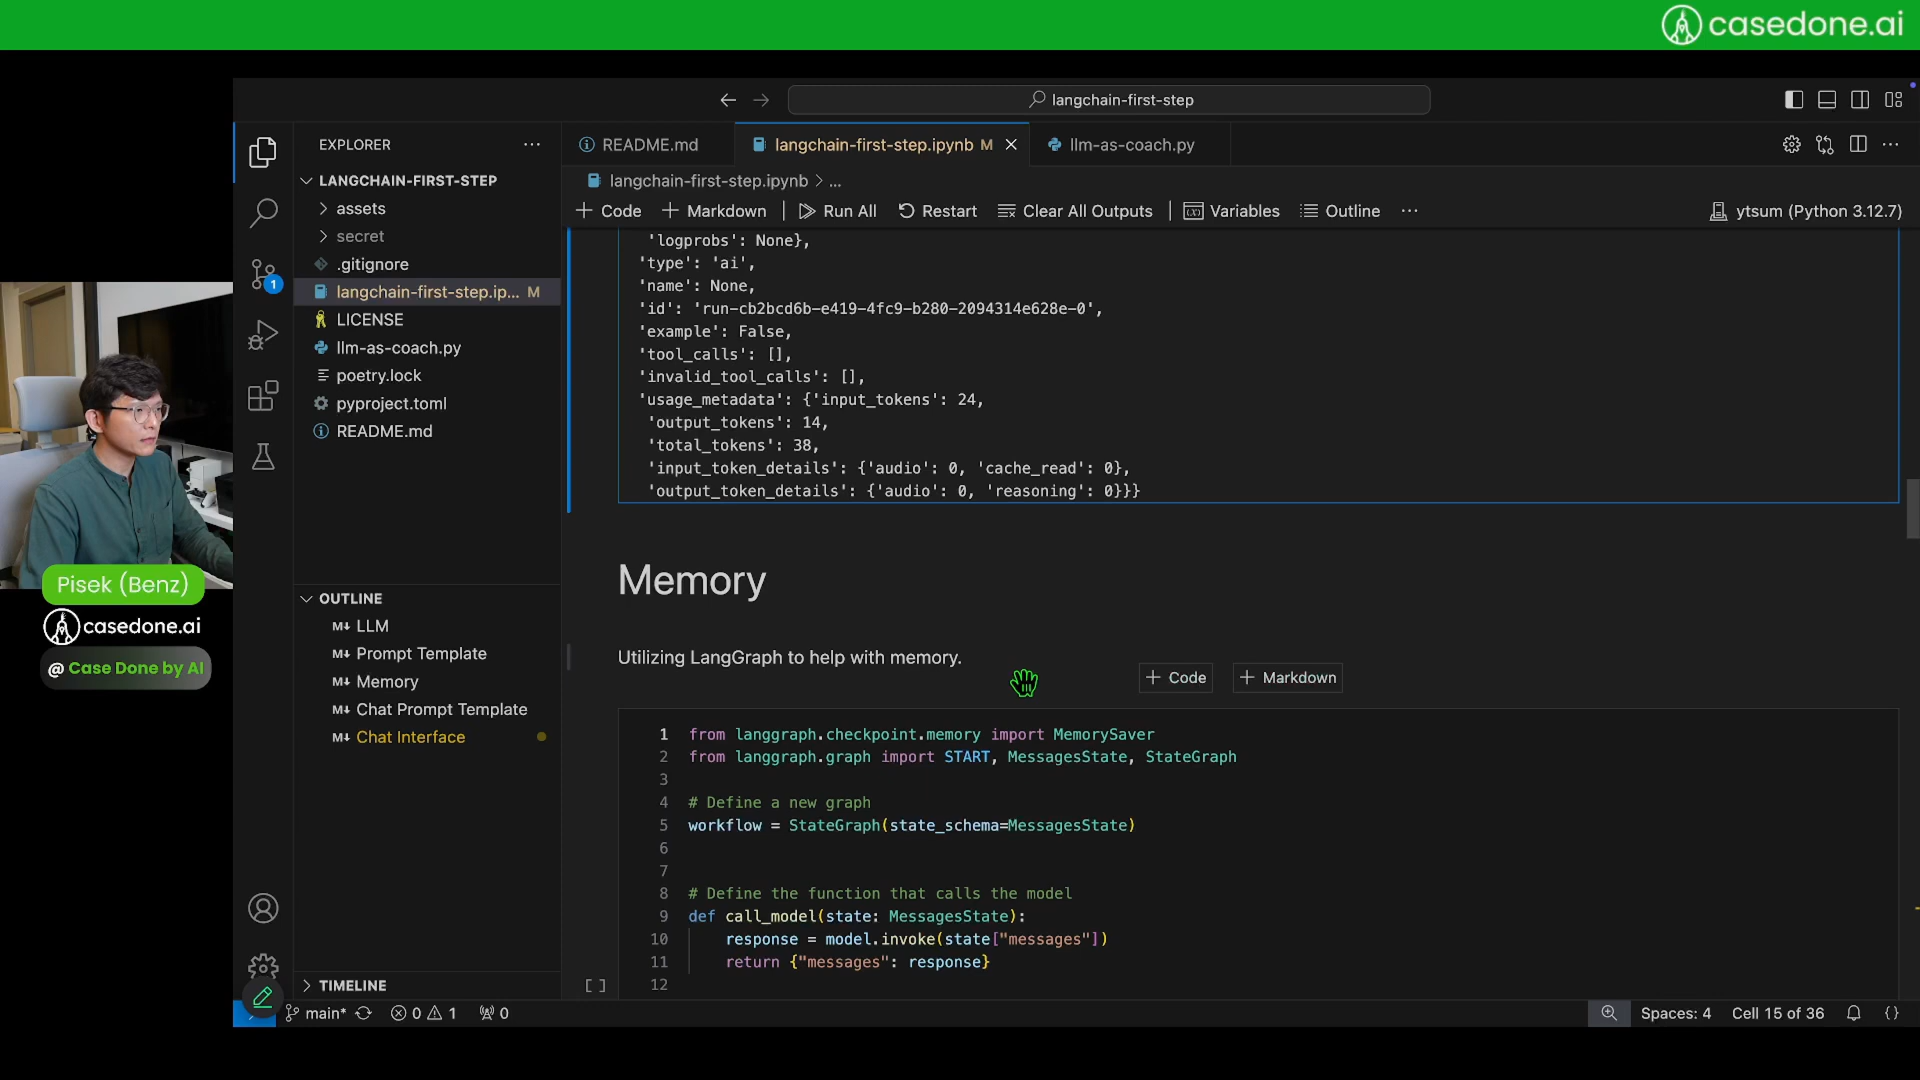 casedone.ai
langchain-first-step
EXPLORER
LANGCHAIN-FIRST-STEP
assets
secret
.gitignore
langchain-first-step.ip... M
LICENSE
llm-as-coach.py
poetry.lock
pyproject.toml
README.md
OUTLINE
M↓ LLM
M↓ Prompt Template
M↓ Memory
M↓ Chat Prompt Template
M↓ Chat Interface
TIMELINE
1
README.md
langchain-first-step.ipynb M
llm-as-coach.py
langchain-first-step.ipynb > ...
+ Code + Markdown | Run All Restart Clear All Outputs | Variables Outline ...
ytsum (Python 3.12.7)
'logprobs': None},
'type': 'ai',
'name': None,
'id': 'run-cb2bcd6b-e419-4fc9-b280-2094314e628e-0',
'example': False,
'tool_calls': [],
'invalid_tool_calls': [],
'usage_metadata': {'input_tokens': 24,
'output_tokens': 14,
'total_tokens': 38,
'input_token_details': {'audio': 0, 'cache_read': 0},
'output_token_details': {'audio': 0, 'reasoning': 0}}}
Memory
Utilizing LangGraph to help with memory.
+ Code + Markdown
1 from langgraph.checkpoint.memory import MemorySaver
2 from langgraph.graph import START, MessagesState, StateGraph
3
4 # Define a new graph
5 workflow = StateGraph(state_schema=MessagesState)
6
7
8 # Define the function that calls the model
9 def call_model(state: MessagesState):
10 response = model.invoke(state["messages"])
11 return {"messages": response}
12
[ ]
Pisek (Benz)
casedone.ai
@ Case Done by AI
main* 0 1 0
Spaces: 4 Cell 15 of 36 {}